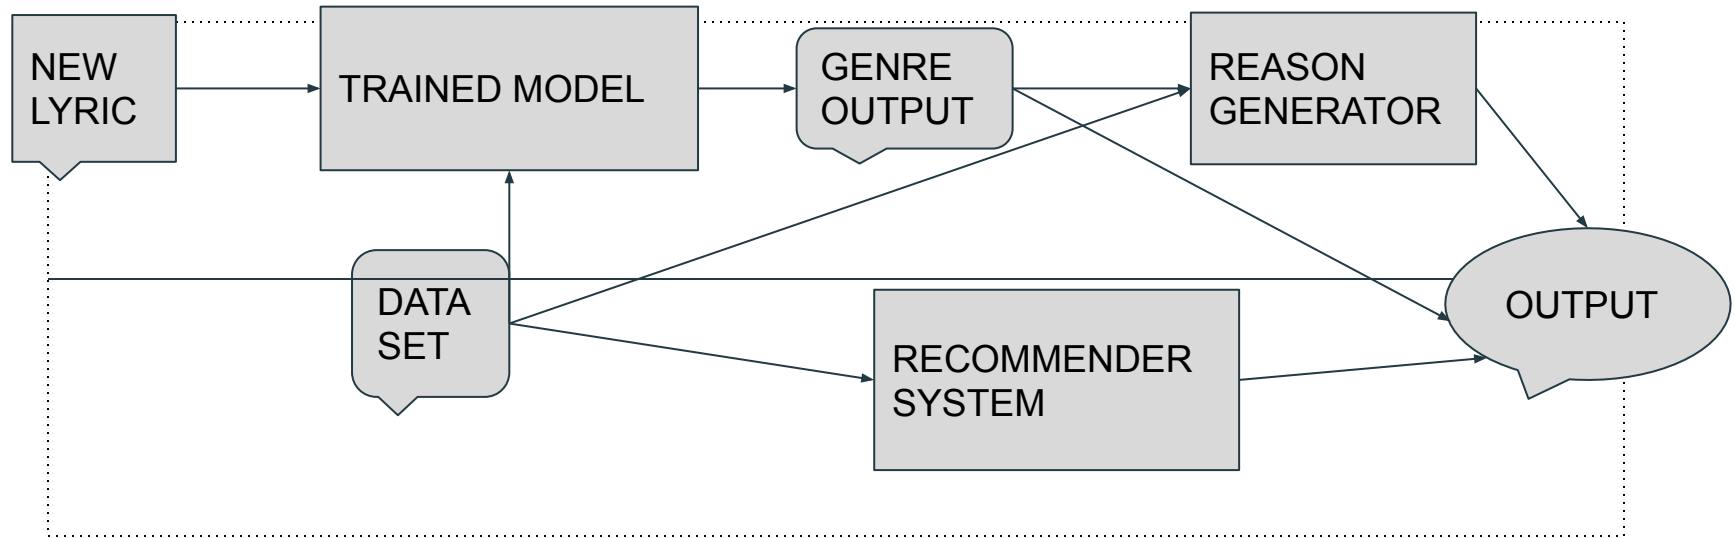 NEW
LYRIC
TRAINED MODEL
GENRE
OUTPUT
REASON
GENERATOR
DATA
SET
RECOMMENDER
SYSTEM
OUTPUT